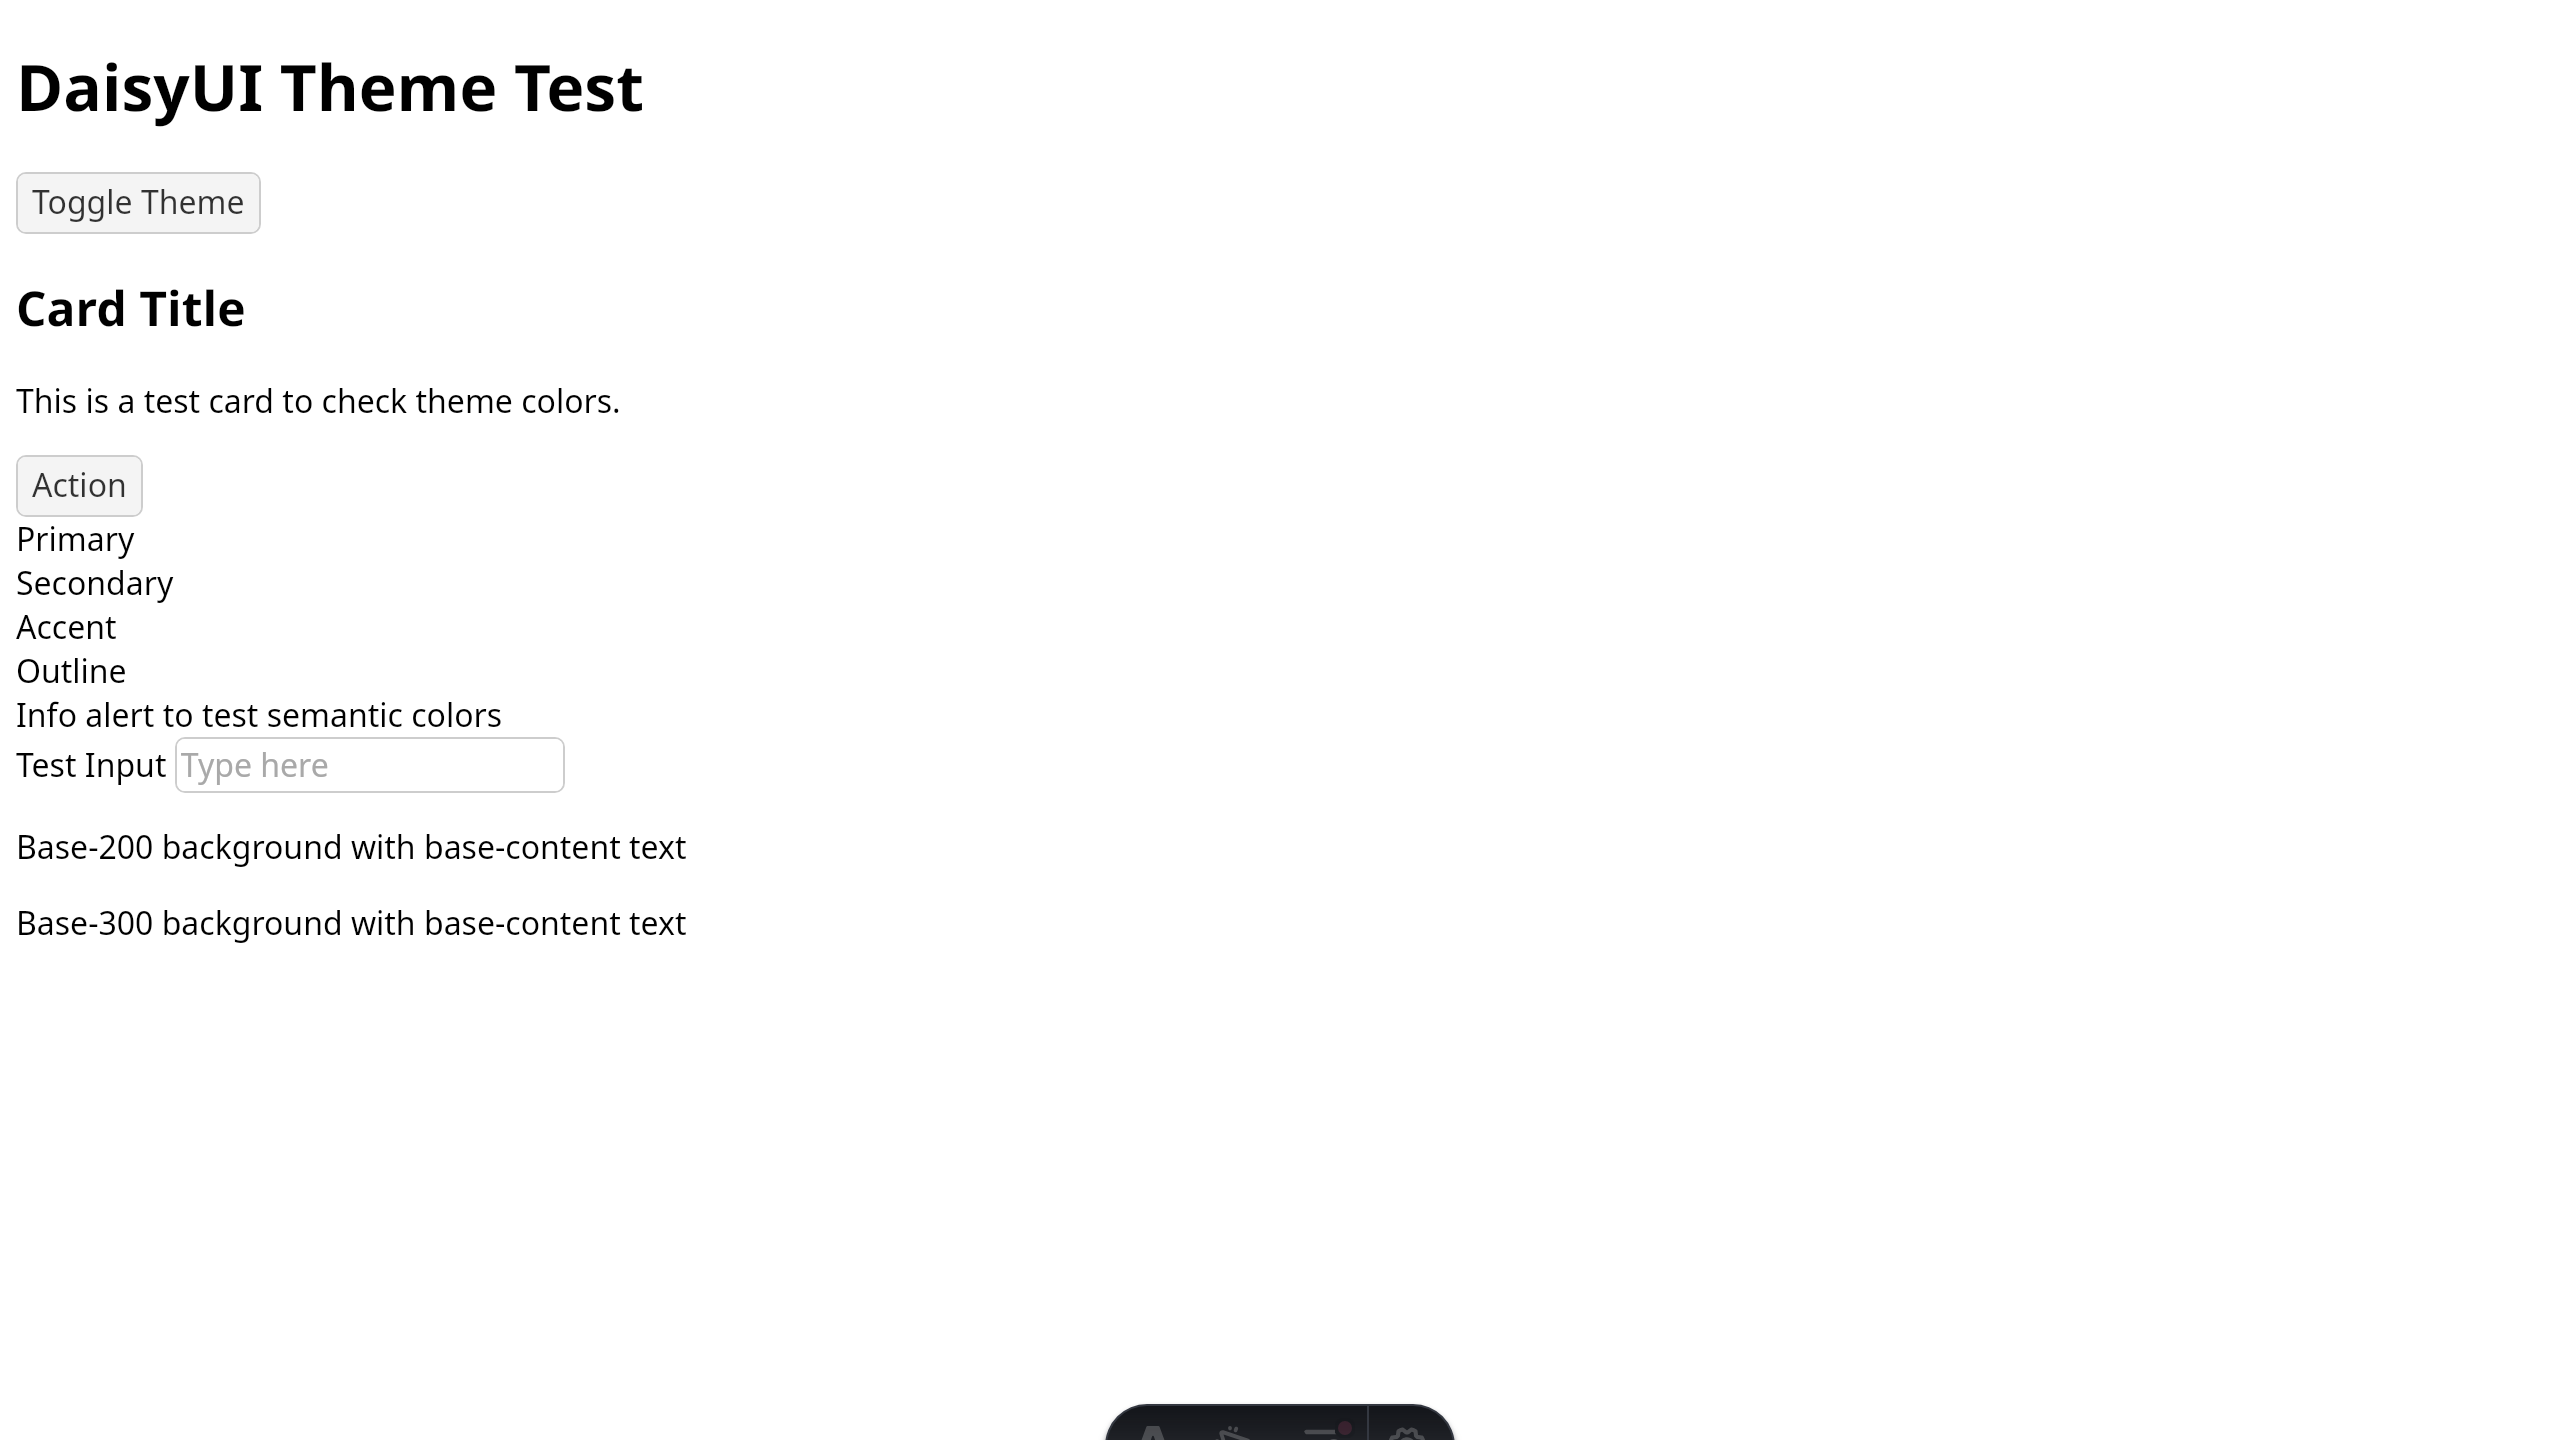 DaisyUI Theme Test
Toggle Theme
Card Title
This is a test card to check theme colors.
Action
Primary
Secondary
Accent
Outline
Info alert to test semantic colors
Test Input Type here
Base-200 background with base-content text
Base-300 background with base-content text